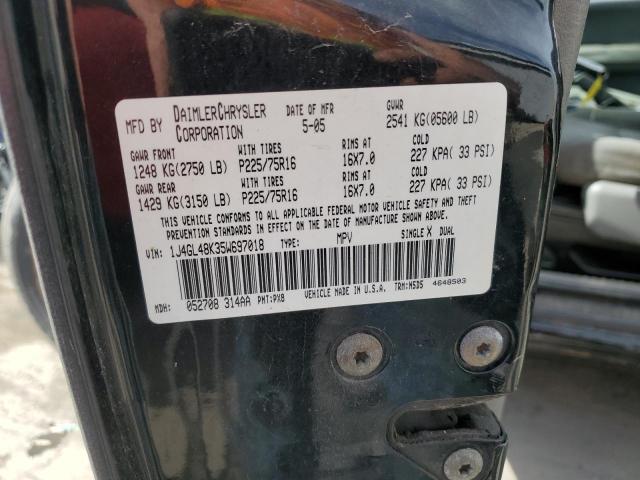 MFD BY DAIMLERCHRYSLER CORPORATION DATE OF MFR 5-05 GVWR 2541 KG(05600 LB)
GAWR FRONT WITH TIRES RIMS AT COLD
1248 KG(2750 LB) P225/75R16 16X7.0 227 KPA( 33 PSI)
GAWR REAR WITH TIRES RIMS AT COLD
1429 KG(3150 LB) P225/75R16 16X7.0 227 KPA( 33 PSI)
THIS VEHICLE CONFORMS TO ALL APPLICABLE FEDERAL MOTOR VEHICLE SAFETY AND THEFT
PREVENTION STANDARDS IN EFFECT ON THE DATE OF MANUFACTURE SHOWN ABOVE.
VIN: 1J4GL48K35W697018 TYPE: MPV SINGLE X DUAL
MDH: 052708 314AA PNT:PX8 VEHICLE MADE IN U.S.A. TRM:M5D5 4648503